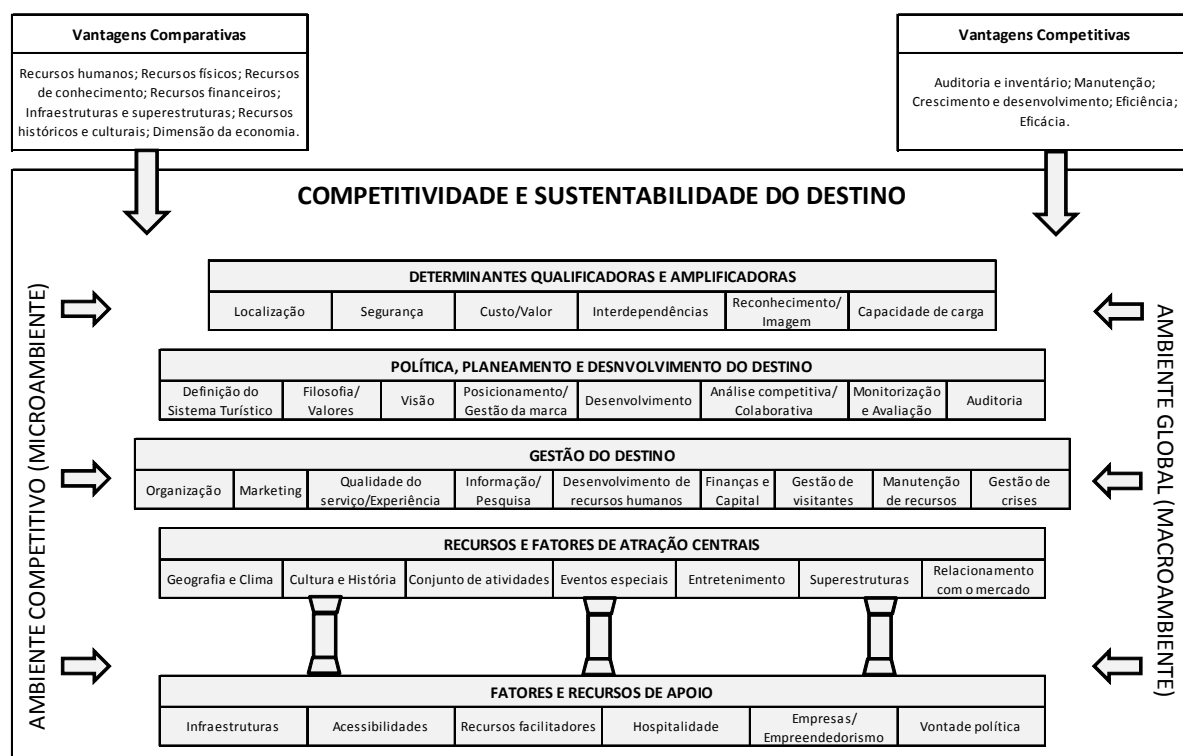 Vantagens Comparativas
Recursos humanos; Recursos físicos; Recursos
de conhecimento; Recursos financeiros;
Infraestruturas e superestruturas; Recursos
históricos e culturais; Dimensão da economia.
Vantagens Competitivas
Auditoria e inventário; Manutenção;
Crescimento e desenvolvimento; Eficiência;
Eficácia.
COMPETITIVIDADE E SUSTENTABILIDADE DO DESTINO
AMBIENTE COMPETITIVO (MICROAMBIENTE)
DETERMINANTES QUALIFICADORAS E AMPLIFICADORAS
Localização
Segurança
Custo/Valor
Interdependências
Reconhecimento/
Imagem
Capacidade de carga
POLÍTICA, PLANEAMENTO E DESNVOLVIMENTO DO DESTINO
Definição do
Sistema Turístico
Filosofia/
Valores
Visão
Posicionamento/
Gestão da marca
Desenvolvimento
Análise competitiva/
Colaborativa
Monitorização
e Avaliação
Auditoria
GESTÃO DO DESTINO
Organização
Marketing
Qualidade do
serviço/Experiência
Informação/
Pesquisa
Desenvolvimento de
recursos humanos
Finanças e
Capital
Gestão de
visitantes
Manutenção
de recursos
Gestão de
crises
RECURSOS E FATORES DE ATRAÇÃO CENTRAIS
Geografia e Clima
Cultura e História
Conjunto de atividades
Eventos especiais
Entretenimento
Superestruturas
Relacionamento
com o mercado
FATORES E RECURSOS DE APOIO
Infraestruturas
Acessibilidades
Recursos facilitadores
Hospitalidade
Empresas/
Empreendedorismo
Vontade política
AMBIENTE GLOBAL (MACROAMBIENTE)